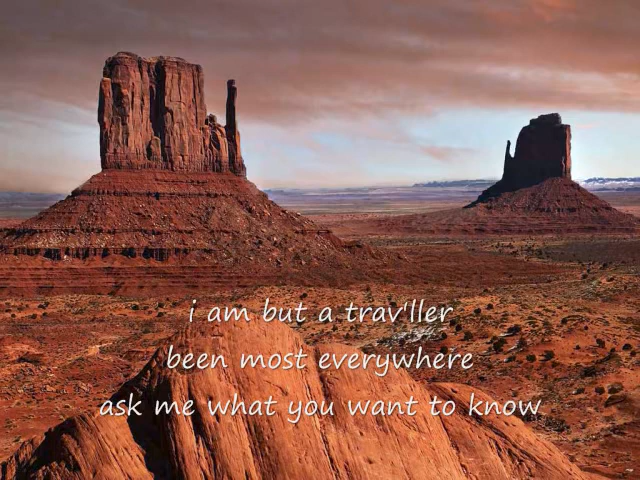 i am but a trav'ller
been most everywhere
ask me what you want to know